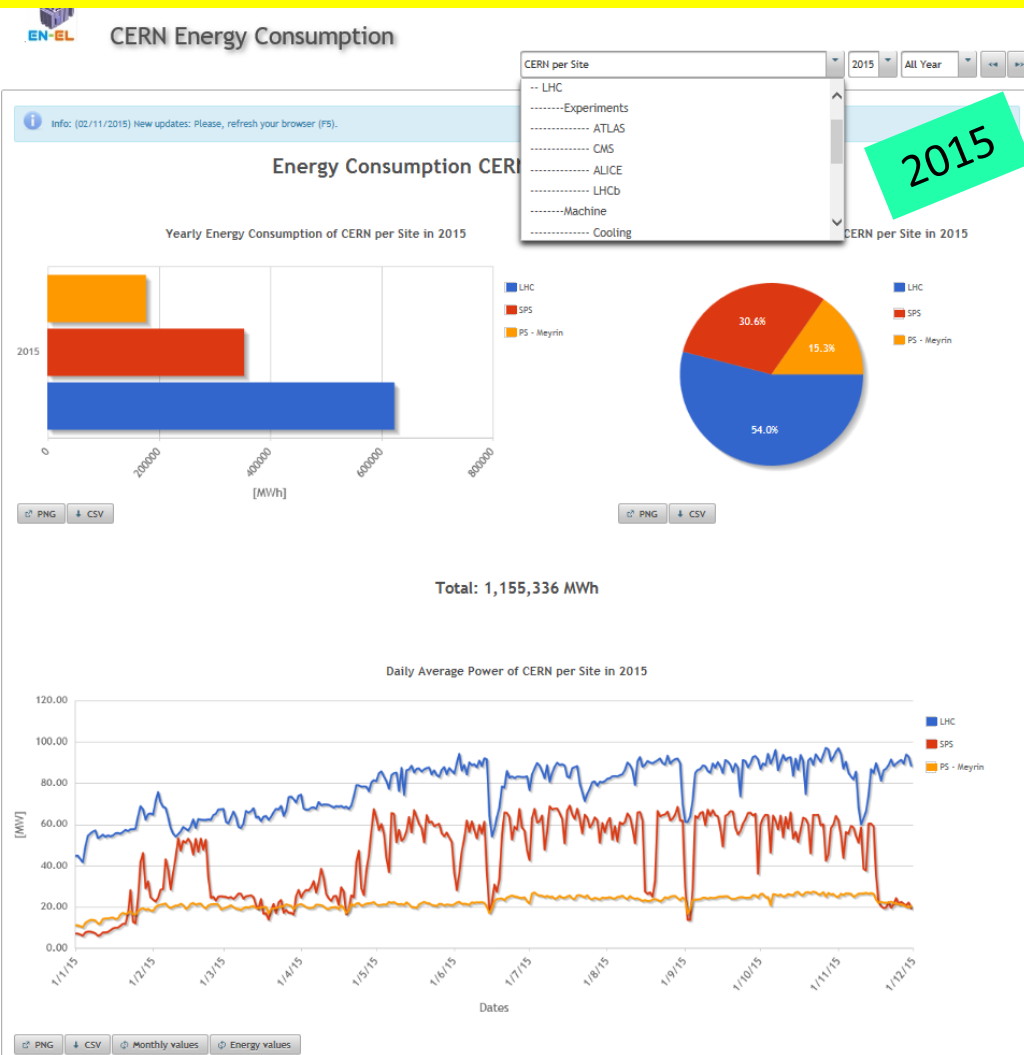 EN-EL
CERN Energy Consumption
CERN per Site
2015
All Year
-- LHC
--------Experiments
-------------- ATLAS
-------------- CMS
-------------- ALICE
-------------- LHCb
--------Machine
-------------- Cooling
Info: (02/11/2015) New updates: Please, refresh your browser (F5).
2015
Energy Consumption CER
Yearly Energy Consumption of CERN per Site in 2015
CERN per Site in 2015
2015
0
200000
400000
600000
800000
[MWh]
LHC
SPS
PS - Meyrin
30.6%
15.3%
54.0%
LHC
SPS
PS - Meyrin
PNG
CSV
PNG
CSV
Total: 1,155,336 MWh
Daily Average Power of CERN per Site in 2015
120.00
100.00
80.00
60.00
40.00
20.00
0.00
[MW]
1/1/15
1/2/15
1/3/15
1/4/15
1/5/15
1/6/15
1/7/15
1/8/15
1/9/15
1/10/15
1/11/15
1/12/15
Dates
LHC
SPS
PS - Meyrin
PNG
CSV
Monthly values
Energy values